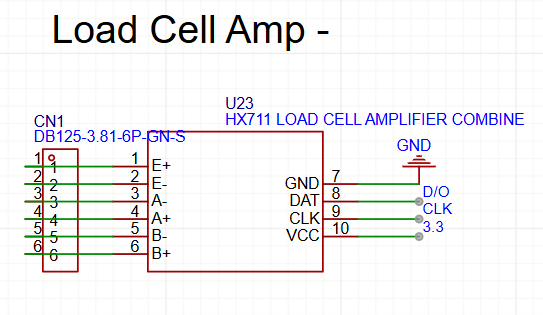 Load Cell Amp -
U23
HX711 LOAD CELL AMPLIFIER COMBINE
CN1
DB125-3.81-6P-GN-S
GND
1 1 1 E+
2 2 2 E-
3 3 3 A-
4 4 4 A+
5 5 5 B-
6 6 6 B+
GND 7
DAT 8 D/O
CLK 9 CLK
VCC 10 3.3